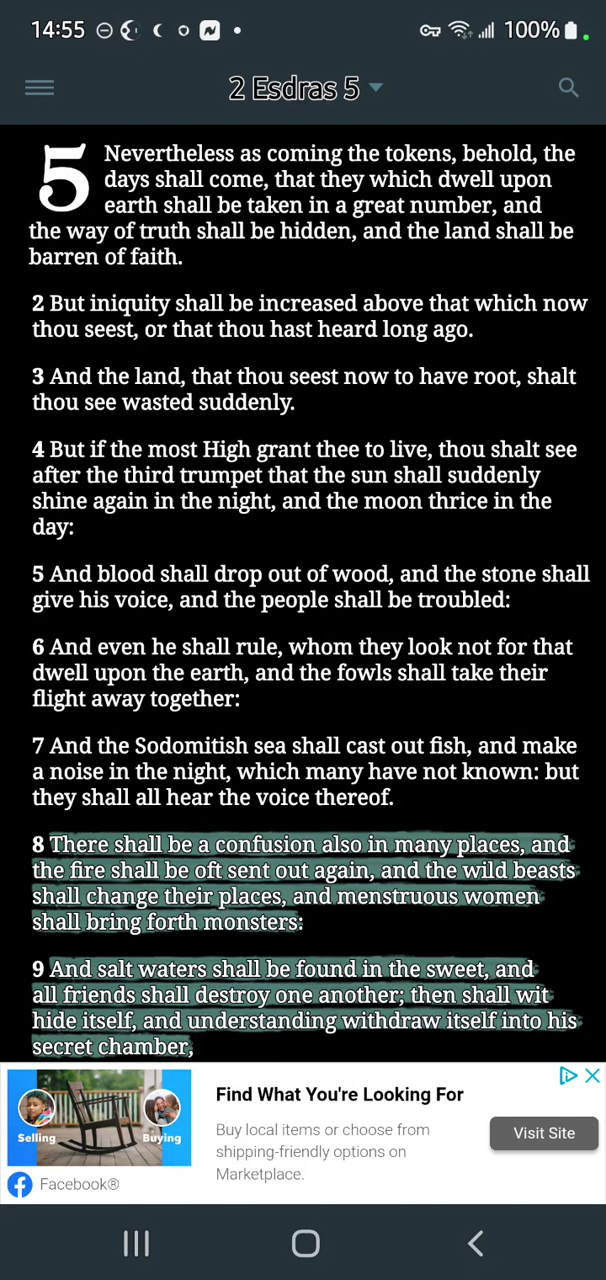 14:55
100%
2 Esdras 5
5 Nevertheless as coming the tokens, behold, the
days shall come, that they which dwell upon
earth shall be taken in a great number, and
the way of truth shall be hidden, and the land shall be
barren of faith.
2 But iniquity shall be increased above that which now
thou seest, or that thou hast heard long ago.
3 And the land, that thou seest now to have root, shalt
thou see wasted suddenly.
4 But if the most High grant thee to live, thou shalt see
after the third trumpet that the sun shall suddenly
shine again in the night, and the moon thrice in the
day:
5 And blood shall drop out of wood, and the stone shall
give his voice, and the people shall be troubled:
6 And even he shall rule, whom they look not for that
dwell upon the earth, and the fowls shall take their
flight away together:
7 And the Sodomitish sea shall cast out fish, and make
a noise in the night, which many have not known: but
they shall all hear the voice thereof.
8 There shall be a confusion also in many places, and
the fire shall be oft sent out again, and the wild beasts
shall change their places, and menstruous women
shall bring forth monsters:
9 And salt waters shall be found in the sweet, and
all friends shall destroy one another; then shall wit
hide itself, and understanding withdraw itself into his
secret chamber,
Selling
Buying
Facebook®
Find What You're Looking For
Buy local items or choose from
shipping-friendly options on
Marketplace.
Visit Site